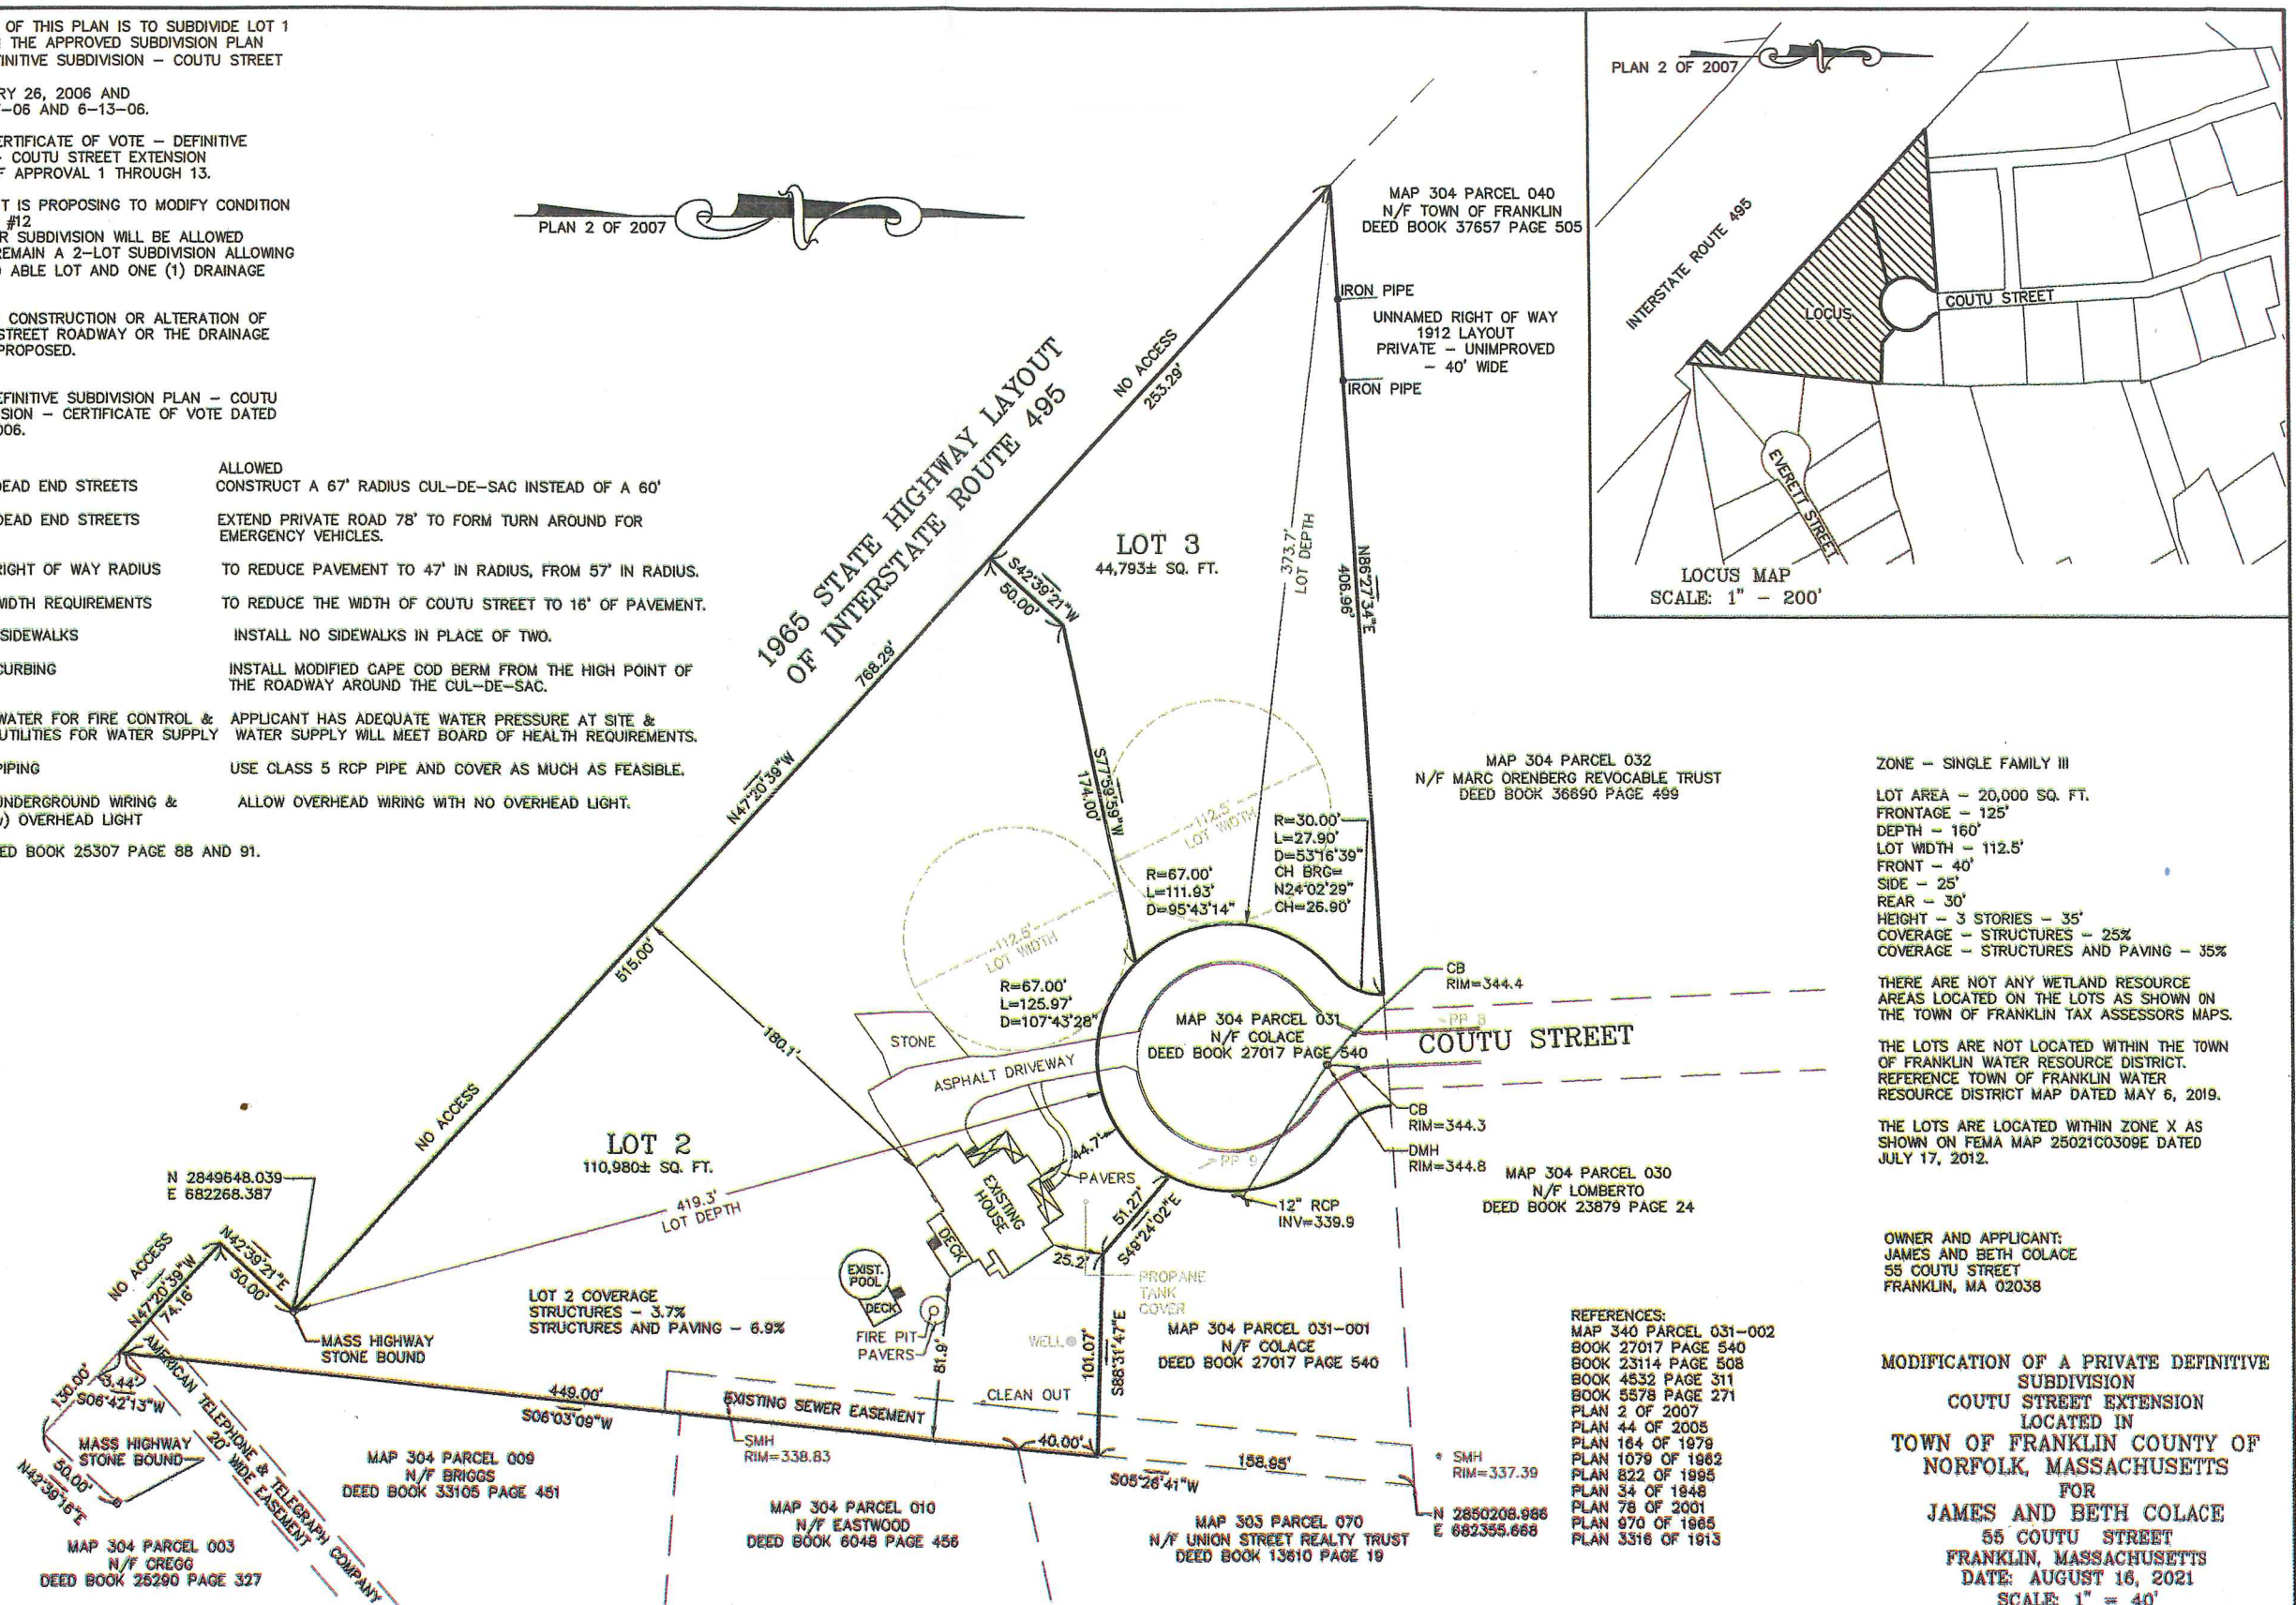 OF THIS PLAN IS TO SUBDIVIDE LOT 1
THE APPROVED SUBDIVISION PLAN
FINITIVE SUBDIVISION – COUTU STREET
RY 26, 2006 AND
-06 AND 6-13-06.
ERTIFICATE OF VOTE – DEFINITIVE
COUTU STREET EXTENSION
F APPROVAL 1 THROUGH 13.
T IS PROPOSING TO MODIFY CONDITION
#12
R SUBDIVISION WILL BE ALLOWED
REMAIN A 2-LOT SUBDIVISION ALLOWING
ABLE LOT AND ONE (1) DRAINAGE
CONSTRUCTION OR ALTERATION OF
STREET ROADWAY OR THE DRAINAGE
PROPOSED.
EFINITIVE SUBDIVISION PLAN – COUTU
SION – CERTIFICATE OF VOTE DATED
006.
ALLOWED
DEAD END STREETS CONSTRUCT A 67' RADIUS CUL-DE-SAC INSTEAD OF A 60'
DEAD END STREETS EXTEND PRIVATE ROAD 78' TO FORM TURN AROUND FOR
EMERGENCY VEHICLES.
RIGHT OF WAY RADIUS TO REDUCE PAVEMENT TO 47' IN RADIUS, FROM 57' IN RADIUS.
WIDTH REQUIREMENTS TO REDUCE THE WIDTH OF COUTU STREET TO 16' OF PAVEMENT.
SIDEWALKS INSTALL NO SIDEWALKS IN PLACE OF TWO.
CURBING INSTALL MODIFIED CAPE COD BERM FROM THE HIGH POINT OF
THE ROADWAY AROUND THE CUL-DE-SAC.
WATER FOR FIRE CONTROL & APPLICANT HAS ADEQUATE WATER PRESSURE AT SITE &
UTILITIES FOR WATER SUPPLY WATER SUPPLY WILL MEET BOARD OF HEALTH REQUIREMENTS.
PIPING USE CLASS 5 RCP PIPE AND COVER AS MUCH AS FEASIBLE.
UNDERGROUND WIRING & ALLOW OVERHEAD WIRING WITH NO OVERHEAD LIGHT.
) OVERHEAD LIGHT
ED BOOK 25307 PAGE 88 AND 91.
PLAN 2 OF 2007
1965 STATE HIGHWAY LAYOUT
OF INTERSTATE ROUTE 495
NO ACCESS
253.29'
768.29'
N47°20'39"W
515.00'
NO ACCESS
MAP 304 PARCEL 040
N/F TOWN OF FRANKLIN
DEED BOOK 37657 PAGE 505
IRON PIPE
UNNAMED RIGHT OF WAY
1912 LAYOUT
PRIVATE – UNIMPROVED
– 40' WIDE
IRON PIPE
LOT 3
44,793± SQ. FT.
S42°39'21"W
50.00'
373.7'
LOT DEPTH
N86°27'34"E
406.96'
S77°59'59"W
174.00'
112.5'
LOT WIDTH
112.5'
LOT WIDTH
R=30.00'
L=27.90'
D=53°16'39"
CH BRG=
N24°02'29"
CH=26.90'
R=67.00'
L=111.93'
D=95°43'14"
R=67.00'
L=125.97'
D=107°43'28"
MAP 304 PARCEL 032
N/F MARC ORENBERG REVOCABLE TRUST
DEED BOOK 36690 PAGE 499
CB
RIM=344.4
MAP 304 PARCEL 031
N/F COLACE
DEED BOOK 27017 PAGE 540
PP 8
COUTU STREET
STONE
ASPHALT DRIVEWAY
180.1'
CB
RIM=344.3
DMH
RIM=344.8
PP 9
MAP 304 PARCEL 030
N/F LOMBERTO
DEED BOOK 23879 PAGE 24
12" RCP
INV=339.9
LOT 2
110,980± SQ. FT.
419.3'
LOT DEPTH
44.7'
PAVERS
EXISTING
HOUSE
DECK
51.27'
S49°24'02"E
25.2'
EXIST.
POOL
DECK
PROPANE
TANK
COVER
FIRE PIT
PAVERS
WELL
81.9'
101.07'
S88°31'47"E
MAP 304 PARCEL 031-001
N/F COLACE
DEED BOOK 27017 PAGE 540
N 2849648.039
E 682268.387
NO ACCESS
N47°20'39"W
74.16'
N42°39'21"E
50.00'
MASS HIGHWAY
STONE BOUND
LOT 2 COVERAGE
STRUCTURES – 3.7%
STRUCTURES AND PAVING – 6.9%
130.00'
3.44'
S06°42'13"W
AMERICAN TELEPHONE & TELEGRAPH COMPANY
20' WIDE EASEMENT
MASS HIGHWAY
STONE BOUND
50.00'
N42°39'16"E
449.00'
S06°03'09"W
EXISTING SEWER EASEMENT
CLEAN OUT
SMH
RIM=338.83
40.00'
158.95'
S05°26'41"W
SMH
RIM=337.39
N 2850208.986
E 682355.668
MAP 304 PARCEL 009
N/F BRIGGS
DEED BOOK 33105 PAGE 451
MAP 304 PARCEL 010
N/F EASTWOOD
DEED BOOK 6048 PAGE 456
MAP 303 PARCEL 070
N/F UNION STREET REALTY TRUST
DEED BOOK 13810 PAGE 19
MAP 304 PARCEL 003
N/F CREGG
DEED BOOK 25290 PAGE 327
PLAN 2 OF 2007
INTERSTATE ROUTE 495
LOCUS
COUTU STREET
EVERETT STREET
LOCUS MAP
SCALE: 1" – 200'
ZONE – SINGLE FAMILY III
LOT AREA – 20,000 SQ. FT.
FRONTAGE – 125'
DEPTH – 160'
LOT WIDTH – 112.5'
FRONT – 40'
SIDE – 25'
REAR – 30'
HEIGHT – 3 STORIES – 35'
COVERAGE – STRUCTURES – 25%
COVERAGE – STRUCTURES AND PAVING – 35%
THERE ARE NOT ANY WETLAND RESOURCE
AREAS LOCATED ON THE LOTS AS SHOWN ON
THE TOWN OF FRANKLIN TAX ASSESSORS MAPS.
THE LOTS ARE NOT LOCATED WITHIN THE TOWN
OF FRANKLIN WATER RESOURCE DISTRICT.
REFERENCE TOWN OF FRANKLIN WATER
RESOURCE DISTRICT MAP DATED MAY 6, 2019.
THE LOTS ARE LOCATED WITHIN ZONE X AS
SHOWN ON FEMA MAP 25021C0309E DATED
JULY 17, 2012.
OWNER AND APPLICANT:
JAMES AND BETH COLACE
55 COUTU STREET
FRANKLIN, MA 02038
REFERENCES:
MAP 340 PARCEL 031-002
BOOK 27017 PAGE 540
BOOK 23114 PAGE 508
BOOK 4532 PAGE 311
BOOK 5578 PAGE 271
PLAN 2 OF 2007
PLAN 44 OF 2005
PLAN 164 OF 1979
PLAN 1079 OF 1962
PLAN 822 OF 1995
PLAN 34 OF 1948
PLAN 78 OF 2001
PLAN 970 OF 1965
PLAN 3316 OF 1913
MODIFICATION OF A PRIVATE DEFINITIVE
SUBDIVISION
COUTU STREET EXTENSION
LOCATED IN
TOWN OF FRANKLIN COUNTY OF
NORFOLK, MASSACHUSETTS
FOR
JAMES AND BETH COLACE
55 COUTU STREET
FRANKLIN, MASSACHUSETTS
DATE: AUGUST 16, 2021
SCALE: 1" = 40'